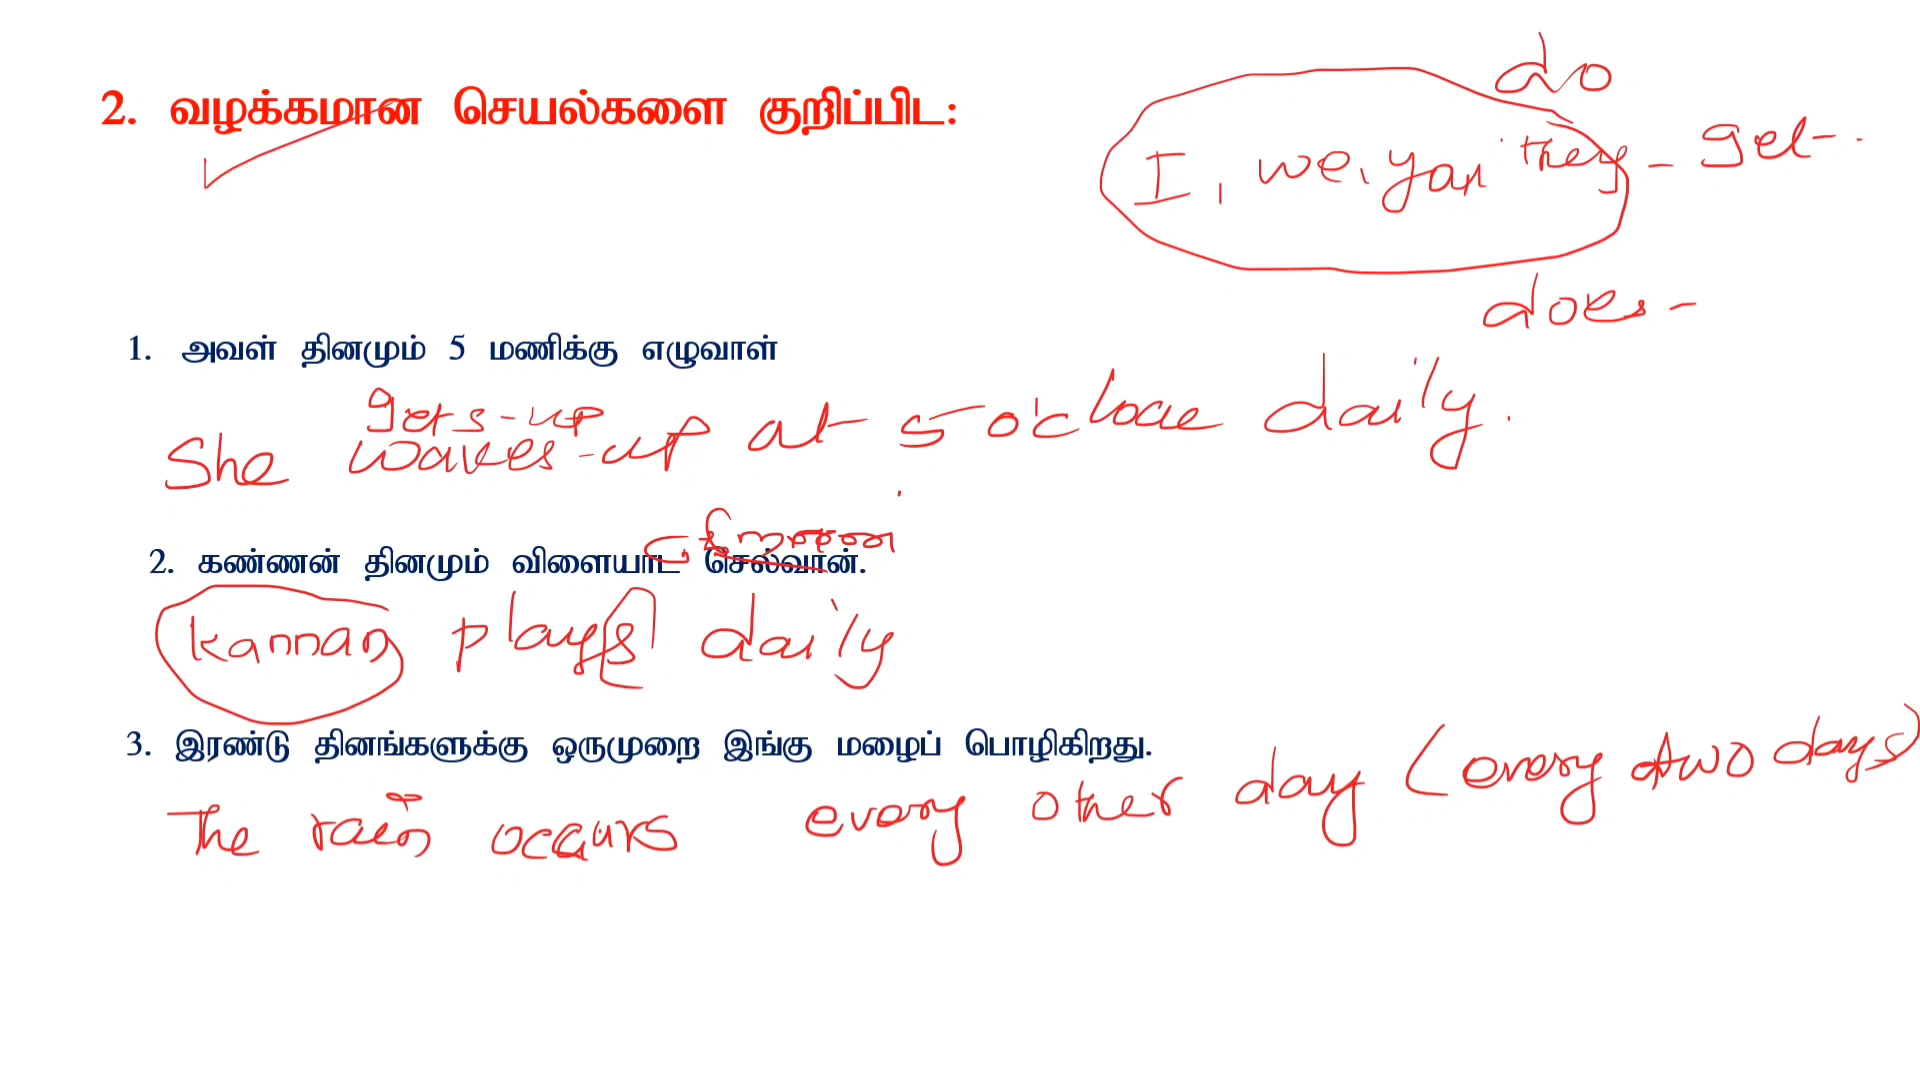 do
2. வழக்கமான செயல்களை குறிப்பிட:
I, we, you they - get-
does -
1. அவள் தினமும் 5 மணிக்கு எழுவாள்
gets-up
She wakes-up at 5 o'clock daily.
2. கண்ணன் தினமும் விளையாட செல்வான்.
kannan plays daily
3. இரண்டு தினங்களுக்கு ஒருமுறை இங்கு மழைப் பொழிகிறது.
The rain occurs every other day (every two days)